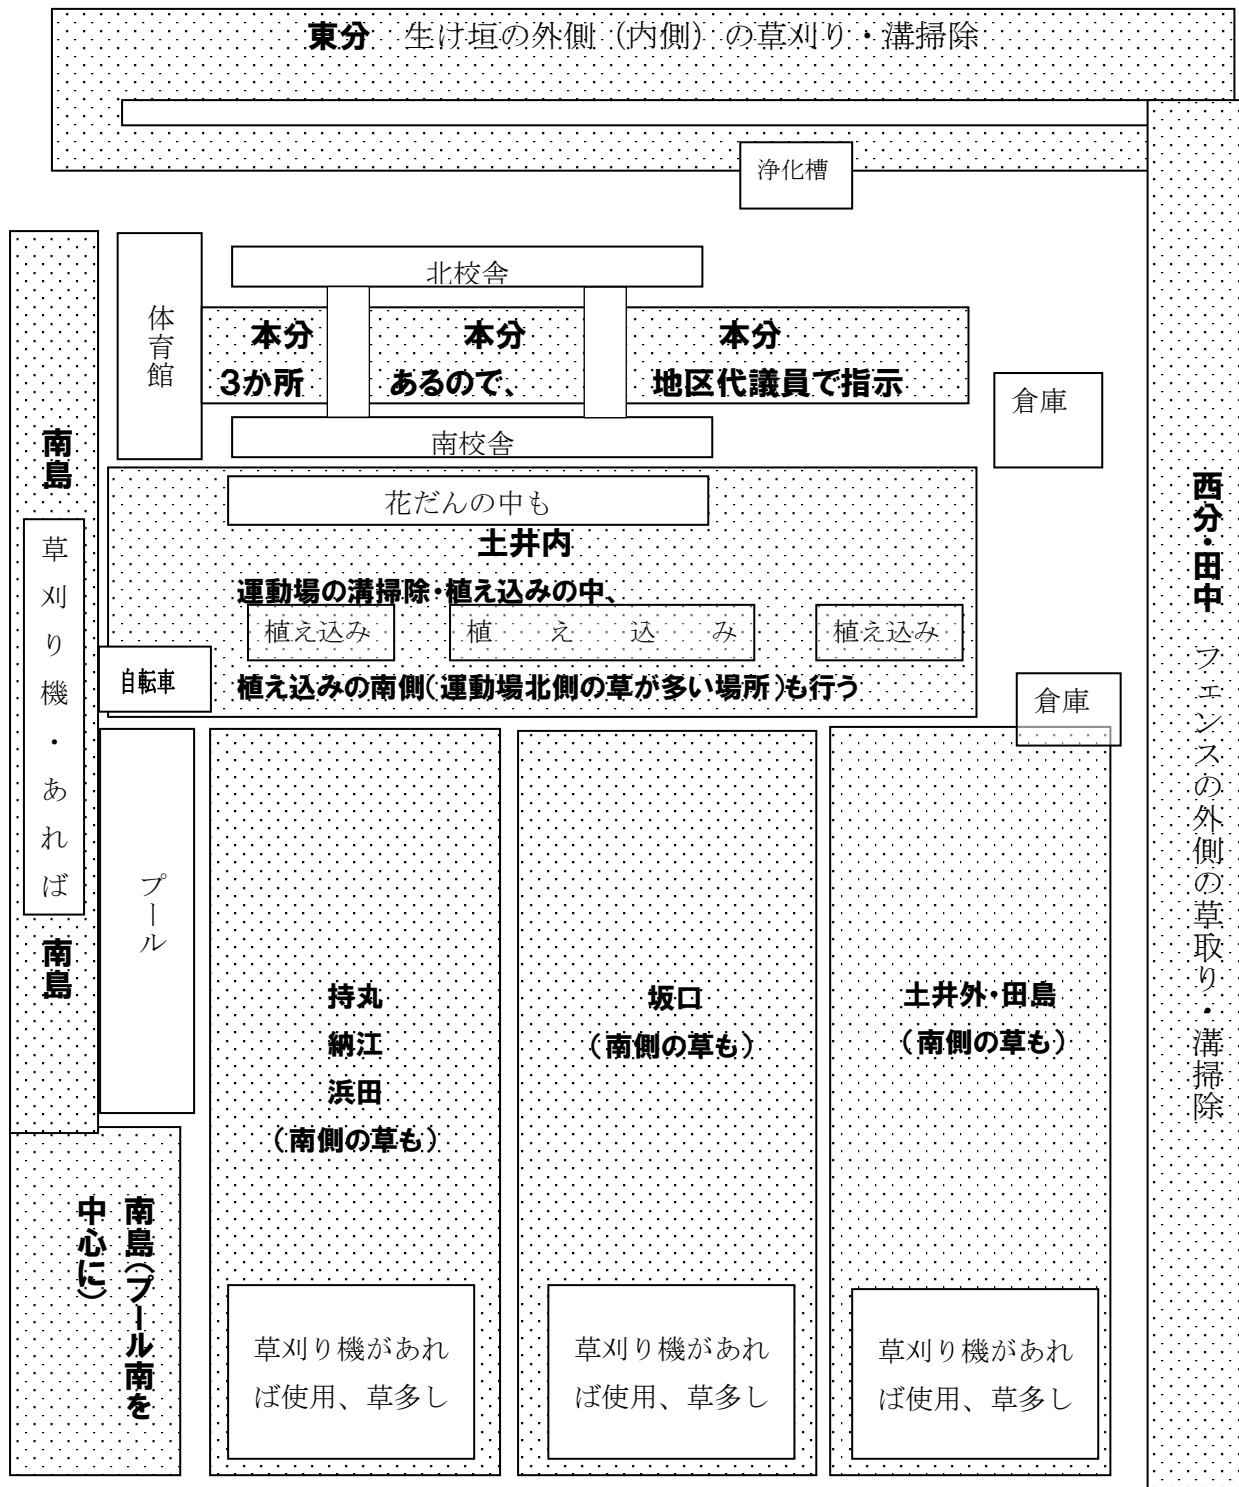 東分　生け垣の外側（内側）の草刈り・溝掃除
浄化槽
北校舎
体育館
本分
3か所
本分
あるので、
本分
地区代議員で指示
倉庫
南校舎
南島
草刈り機・あれば
南島
花だんの中も
土井内
運動場の溝掃除・植え込みの中、
植え込み
植え込み
植え込み
自転車
植え込みの南側（運動場北側の草が多い場所）も行う
倉庫
西分・田中　フェンスの外側の草取り・溝掃除
プール
持丸
納江
浜田
（南側の草も）
坂口
（南側の草も）
土井外・田島
（南側の草も）
南島（プール南を
中心に）
草刈り機があれ
ば使用、草多し
草刈り機があれ
ば使用、草多し
草刈り機があれ
ば使用、草多し